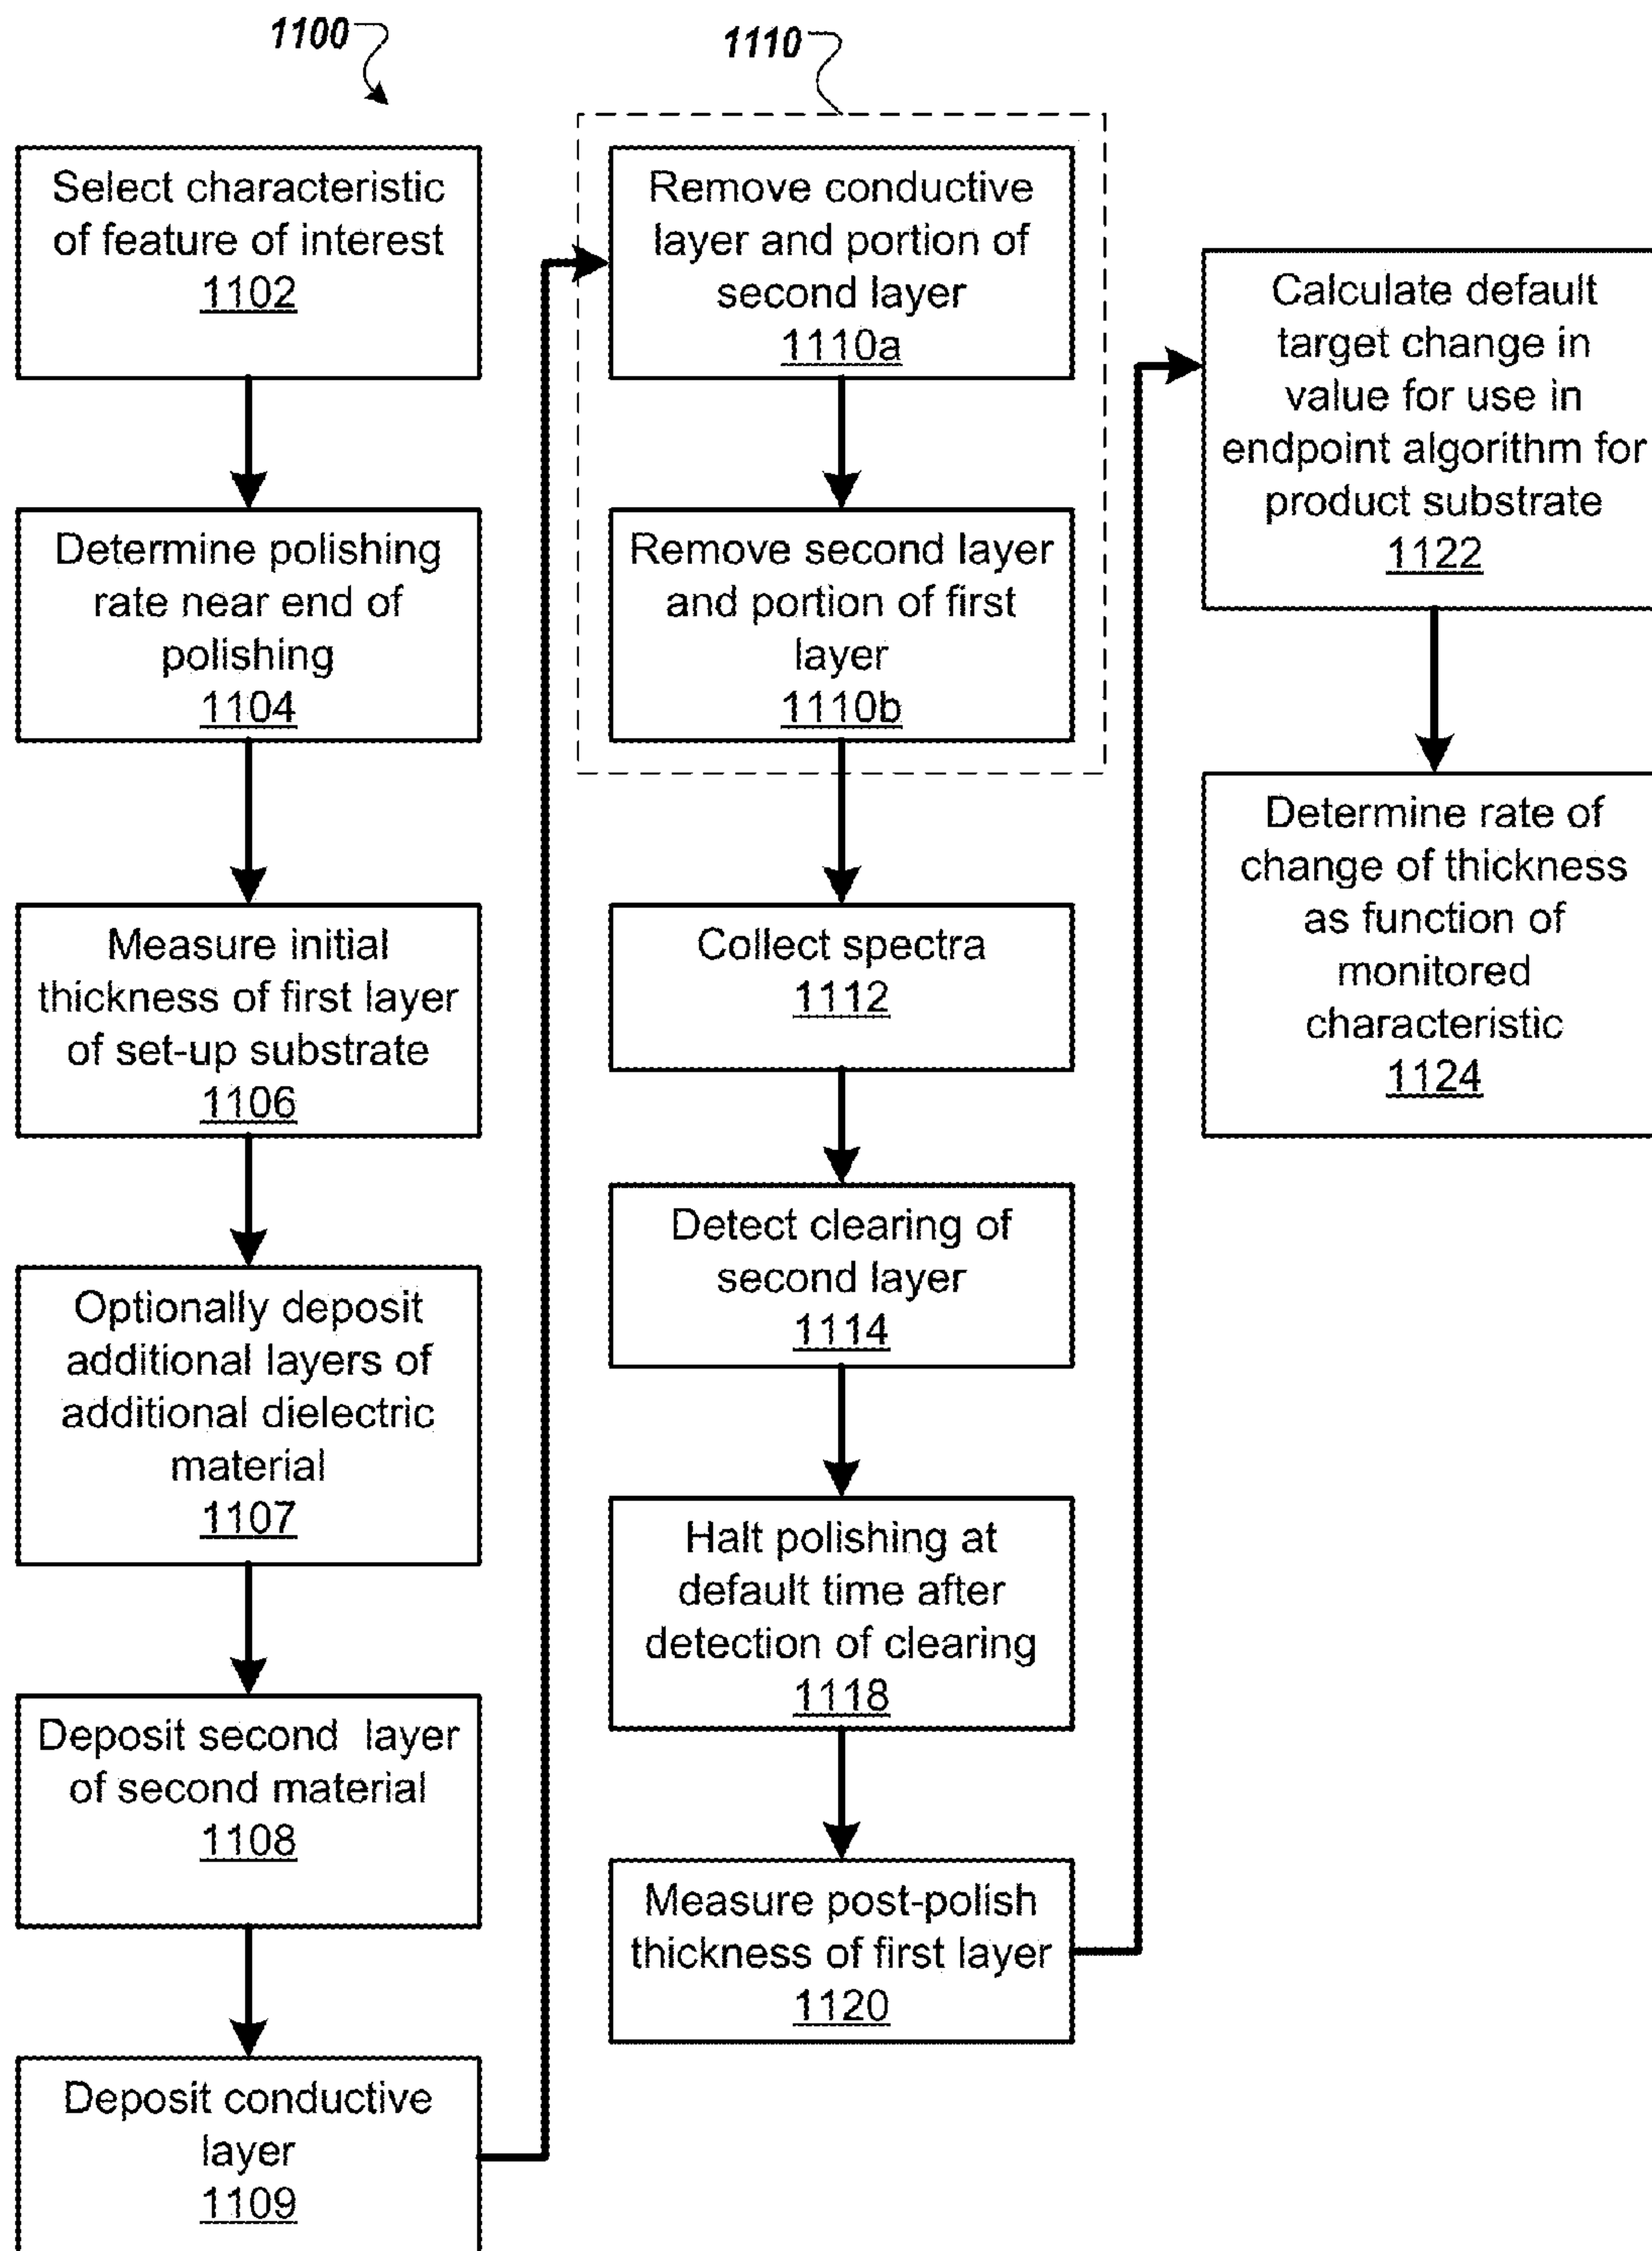 1100
1110
Select characteristic
of feature of interest
1102
Determine polishing
rate near end of
polishing
1104
Measure initial
thickness of first layer
of set-up substrate
1106
Optionally deposit
additional layers of
additional dielectric
material
1107
Deposit second layer
of second material
1108
Deposit conductive
layer
1109
Remove conductive
layer and portion of
second layer
1110a
Remove second layer
and portion of first
layer
1110b
Collect spectra
1112
Detect clearing of
second layer
1114
Halt polishing at
default time after
detection of clearing
1118
Measure post-polish
thickness of first layer
1120
Calculate default
target change in
value for use in
endpoint algorithm for
product substrate
1122
Determine rate of
change of thickness
as function of
monitored
characteristic
1124